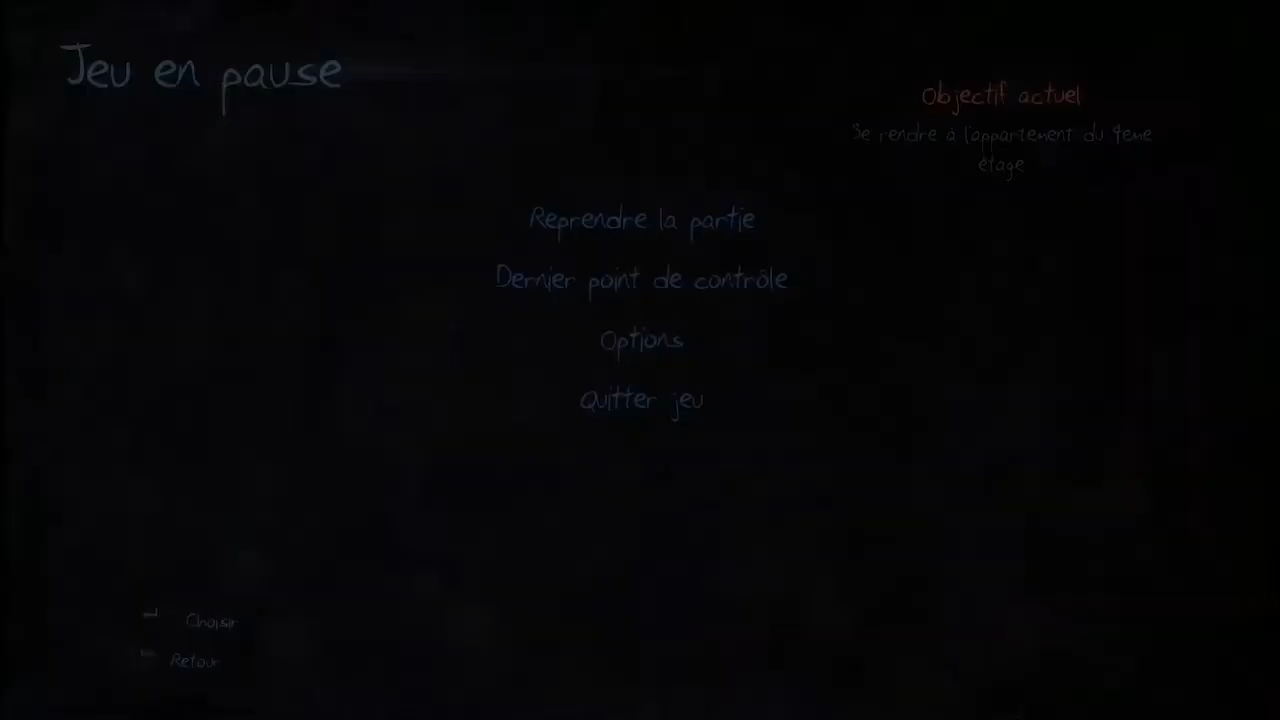 Jeu en pause
Objectif actuel
Se rendre à l'appartement du 4eme
étage
Reprendre la partie
Dernier point de contrôle
Options
Quitter jeu
Choisir
Retour